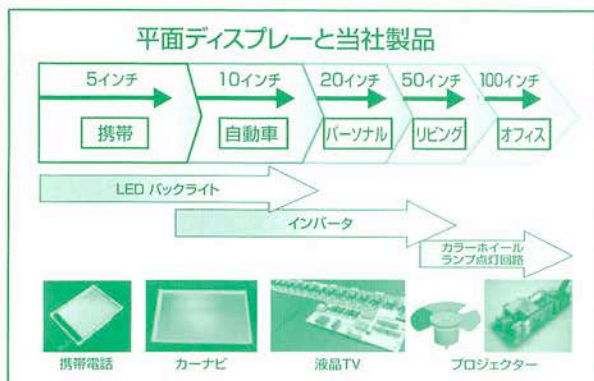 平面ディスプレーと当社製品
5インチ
10インチ
20インチ
50インチ
100インチ
携帯
自動車
パーソナル
リビング
オフィス
LED バックライト
インバータ
カラーホイール
ランプ点灯回路
携帯電話
カーナビ
液晶TV
プロジェクター